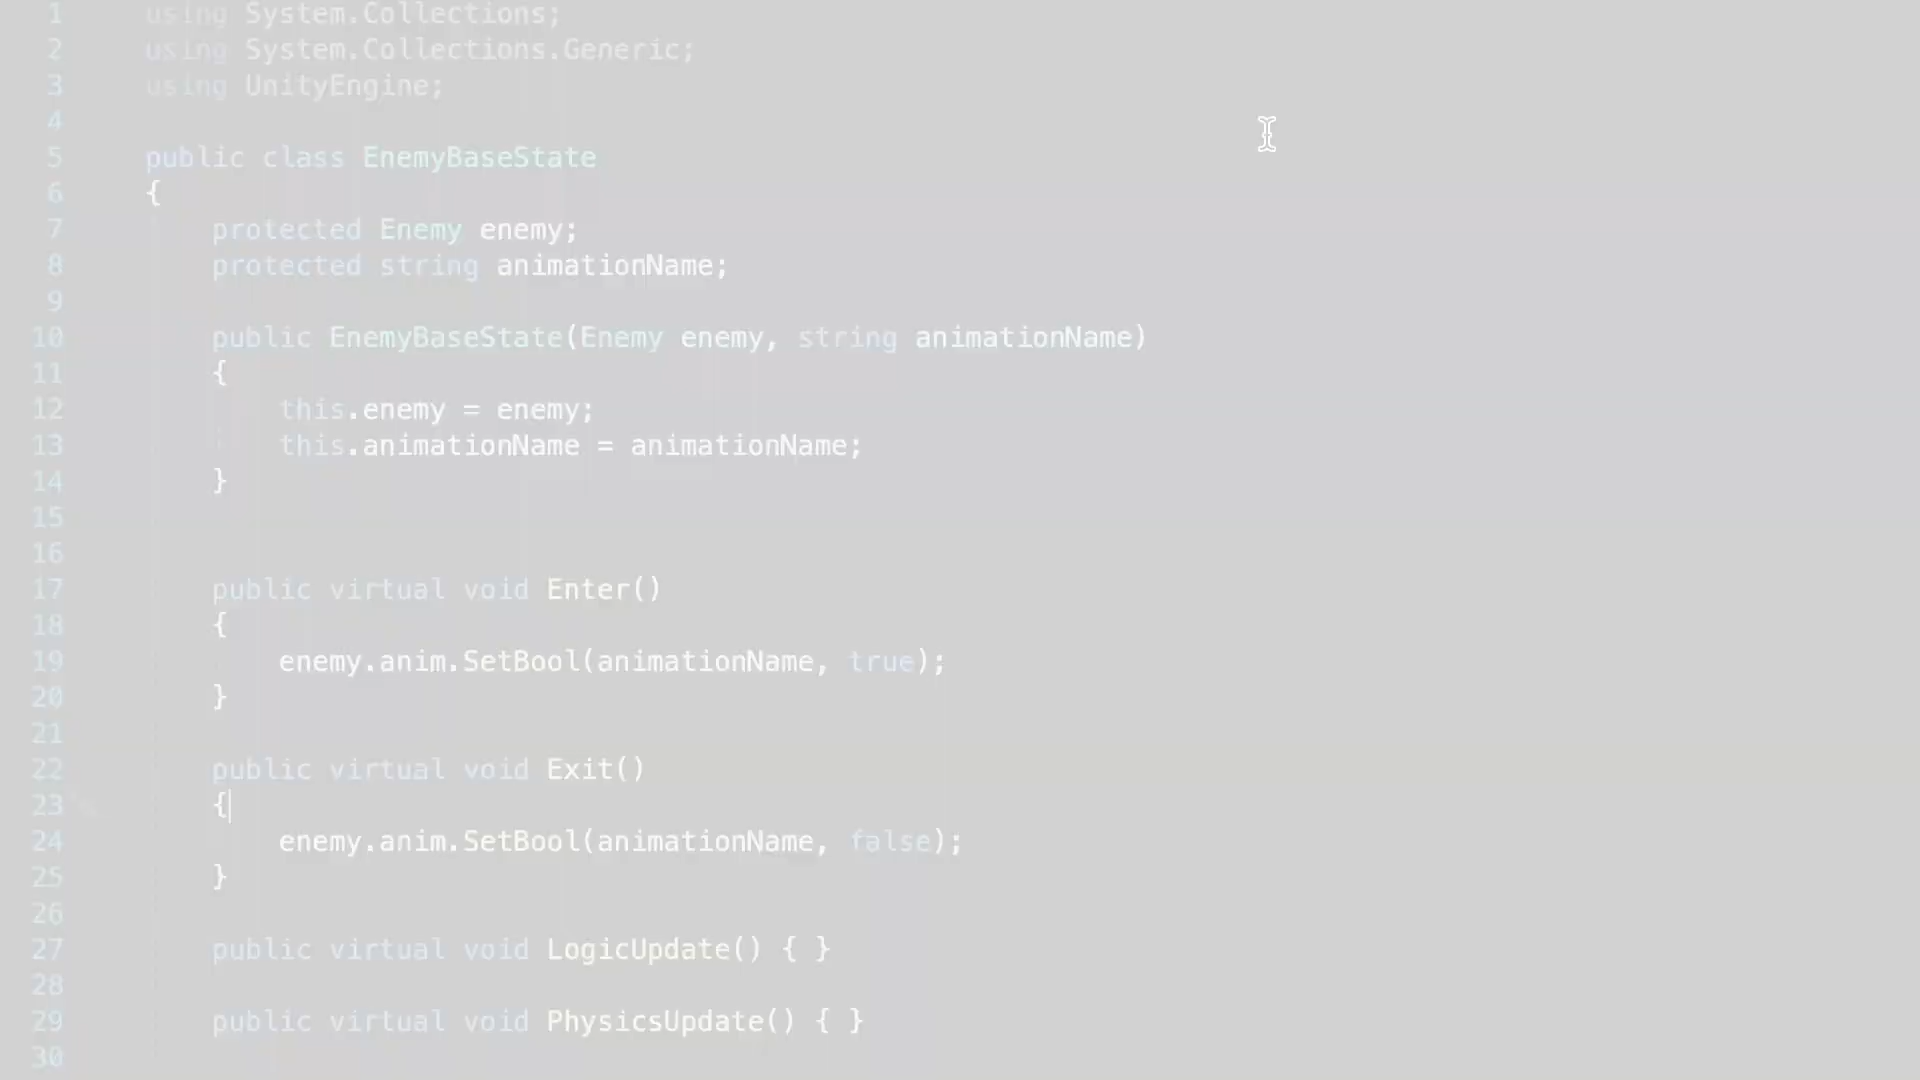 1 using System.Collections;
2 using System.Collections.Generic;
3 using UnityEngine;
4
5 public class EnemyBaseState
6 {
7 protected Enemy enemy;
8 protected string animationName;
9
10 public EnemyBaseState(Enemy enemy, string animationName)
11 {
12 this.enemy = enemy;
13 this.animationName = animationName;
14 }
15
16
17 public virtual void Enter()
18 {
19 enemy.anim.SetBool(animationName, true);
20 }
21
22 public virtual void Exit()
23 {
24 enemy.anim.SetBool(animationName, false);
25 }
26
27 public virtual void LogicUpdate() { }
28
29 public virtual void PhysicsUpdate() { }
30